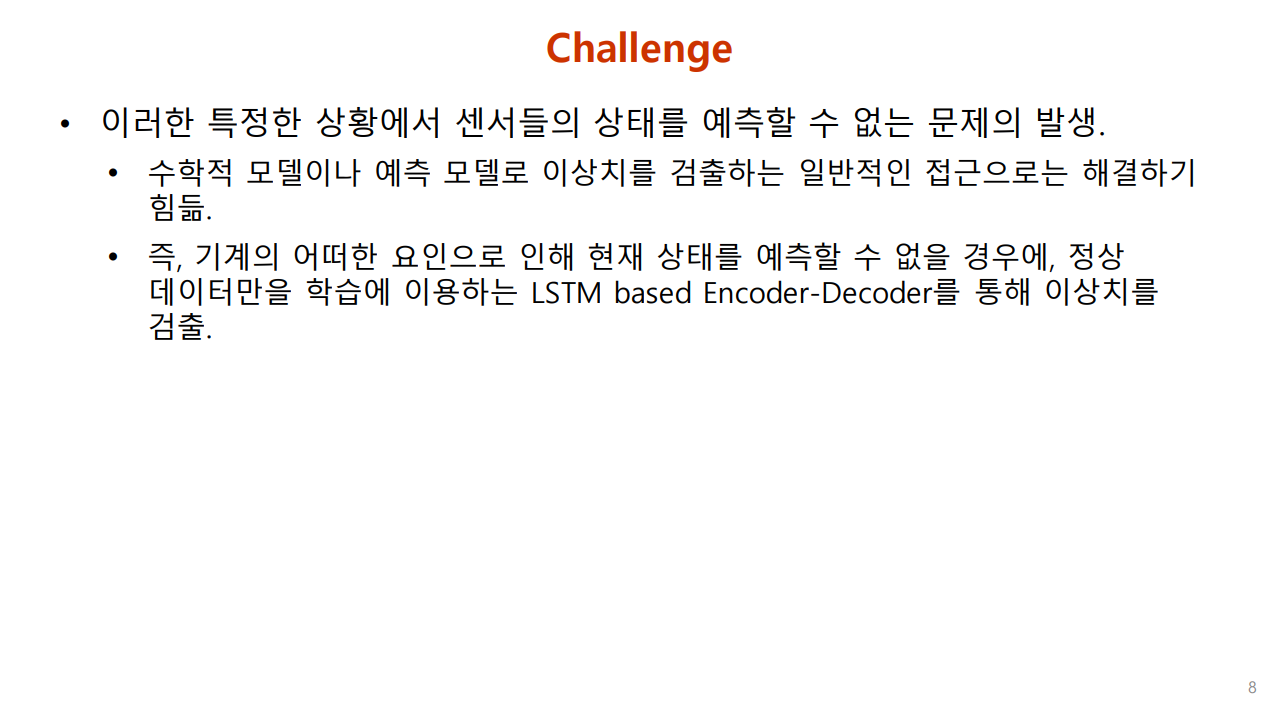 Challenge
• 이러한 특정한 상황에서 센서들의 상태를 예측할 수 없는 문제의 발생.
• 수학적 모델이나 예측 모델로 이상치를 검출하는 일반적인 접근으로는 해결하기
힘듦.
• 즉, 기계의 어떠한 요인으로 인해 현재 상태를 예측할 수 없을 경우에, 정상
데이터만을 학습에 이용하는 LSTM based Encoder-Decoder를 통해 이상치를
검출.
8